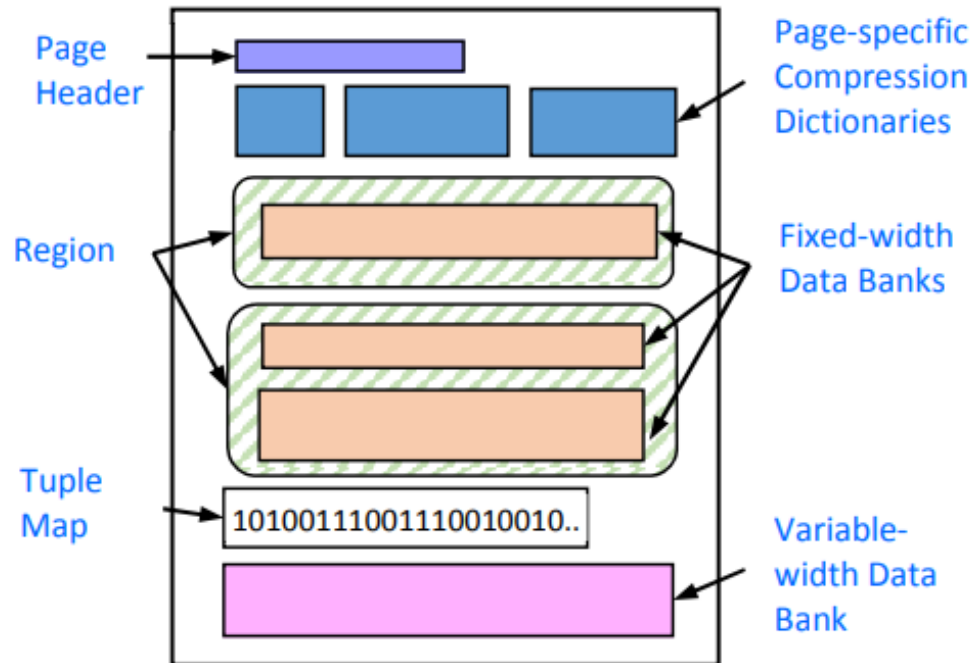 Page
Header
Page-specific
Compression
Dictionaries
Region
Fixed-width
Data Banks
Tuple
Map
10100111001110010010..
Variable-
width Data
Bank